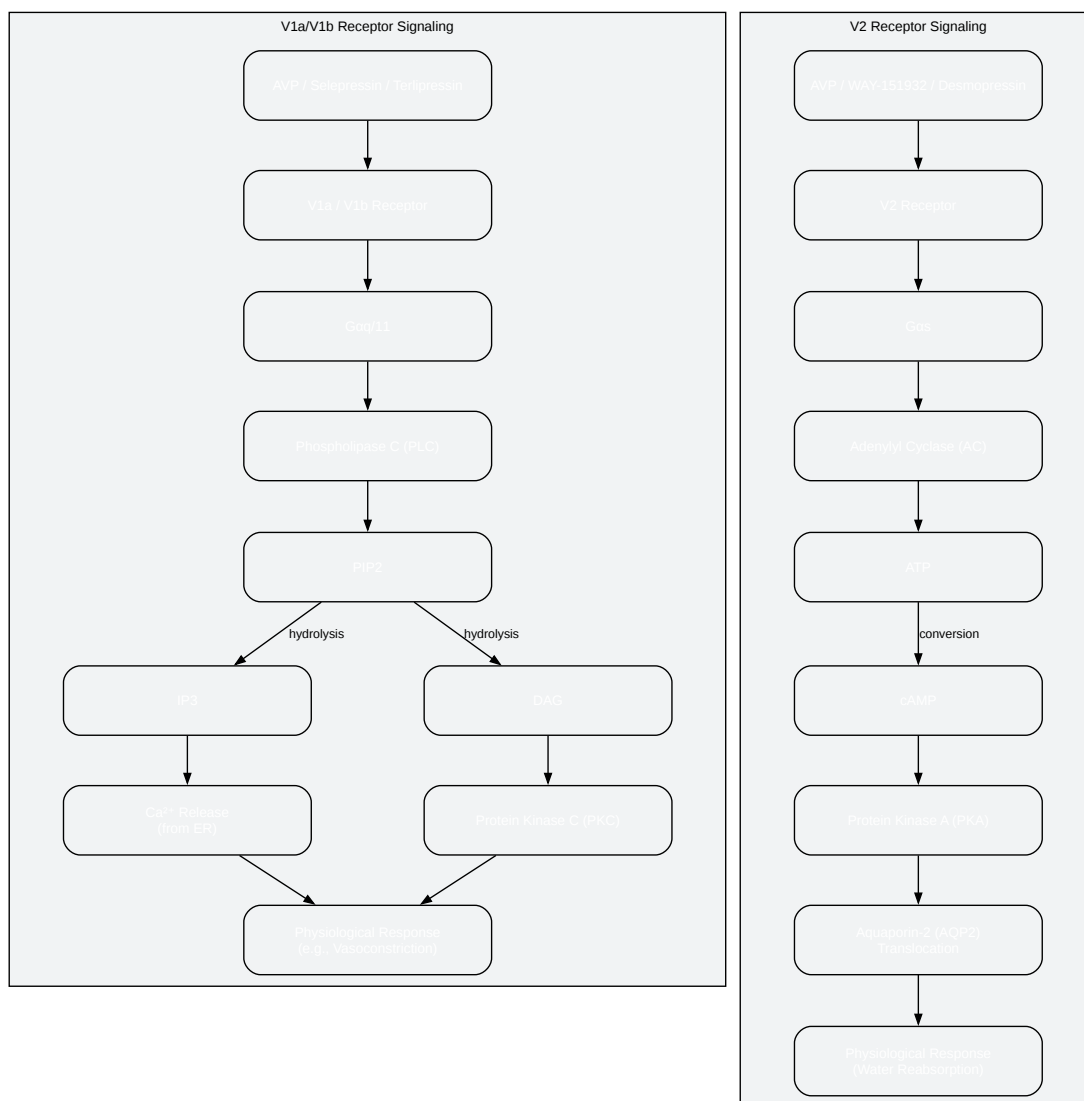 V1a/V1b Receptor Signaling
AVP / Selepressin / Terlipressin
V1a / V1b Receptor
Gαq/11
Phospholipase C (PLC)
PIP2
hydrolysis
hydrolysis
IP3
DAG
Ca²⁺ Release
(from ER)
Protein Kinase C (PKC)
Physiological Response
(e.g., Vasoconstriction)
V2 Receptor Signaling
AVP / WAY-151932 / Desmopressin
V2 Receptor
Gαs
Adenylyl Cyclase (AC)
ATP
conversion
cAMP
Protein Kinase A (PKA)
Aquaporin-2 (AQP2)
Translocation
Physiological Response
(Water Reabsorption)